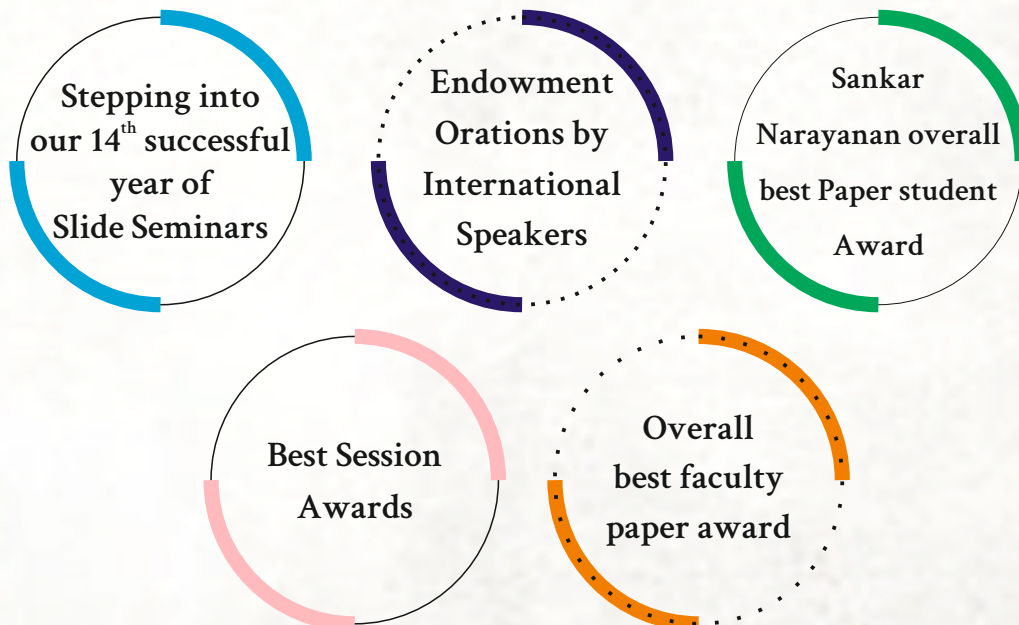 Stepping into
our 14th successful
year of
Slide Seminars
Endowment
Orations by
International
Speakers
Sankar
Narayanan overall
best Paper student
Award
Best Session
Awards
Overall
best faculty
paper award